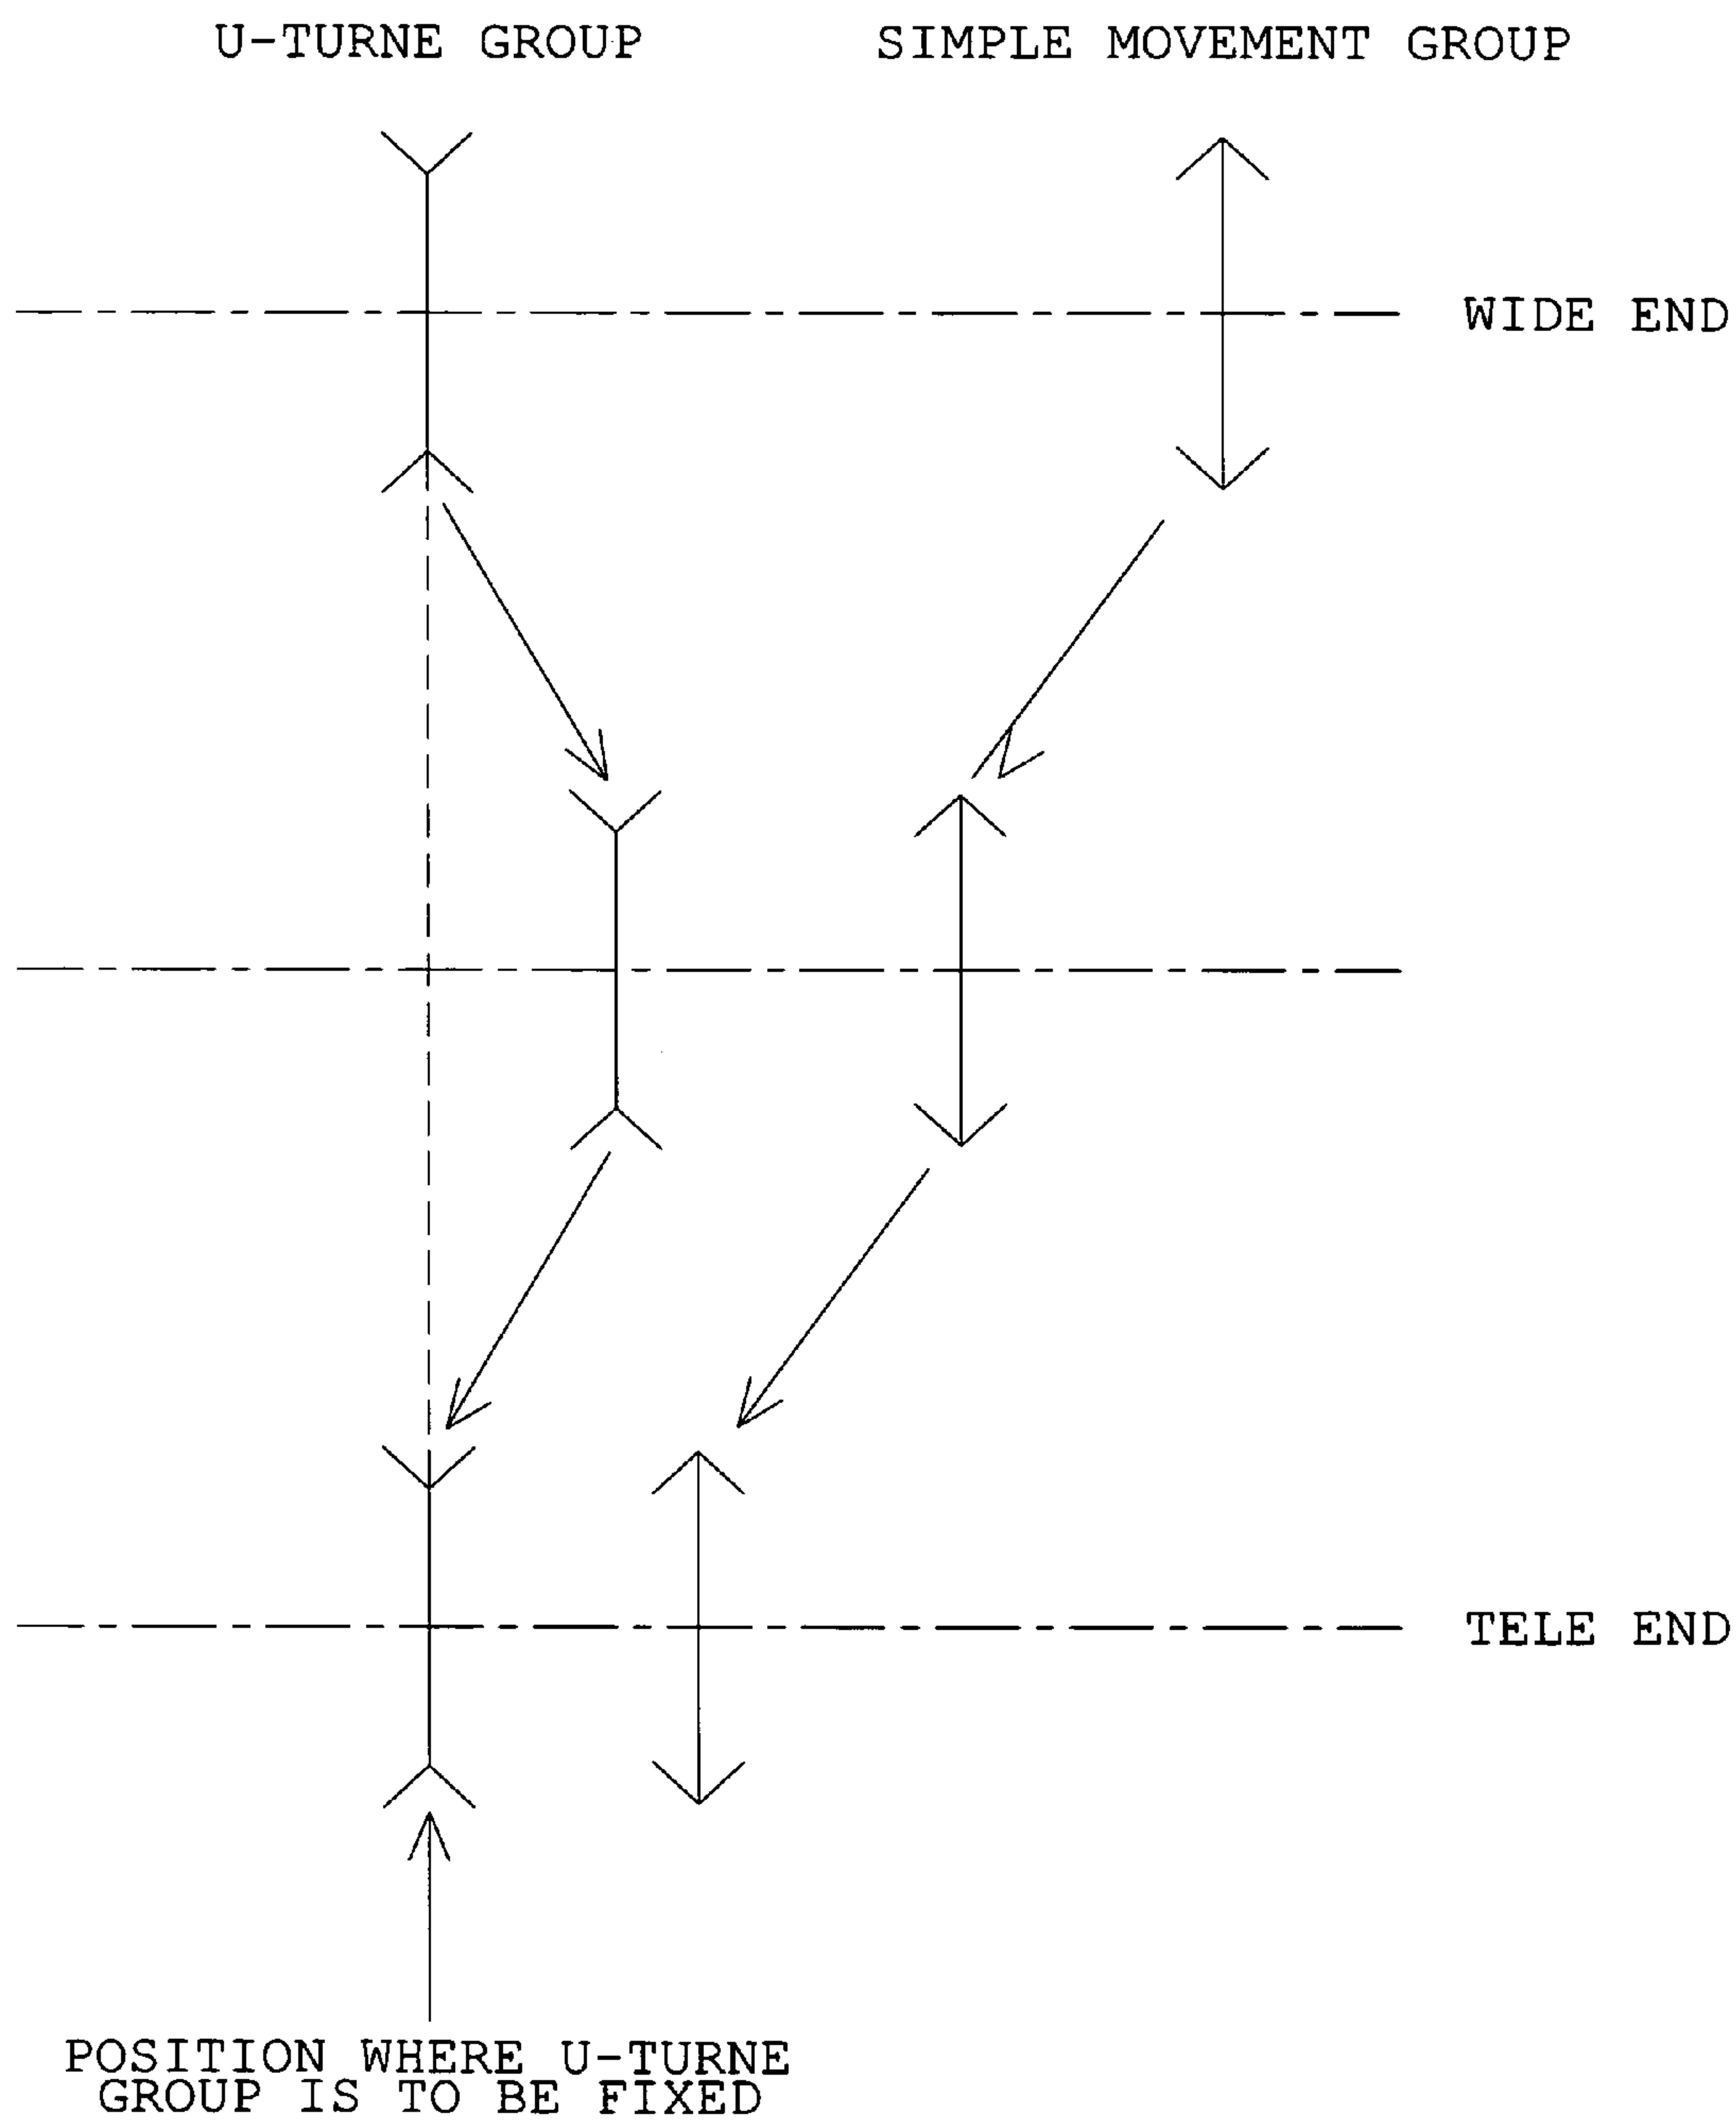 U-TURNE GROUP
SIMPLE MOVEMENT GROUP
WIDE END
TELE END
POSITION WHERE U-TURNE
GROUP IS TO BE FIXED